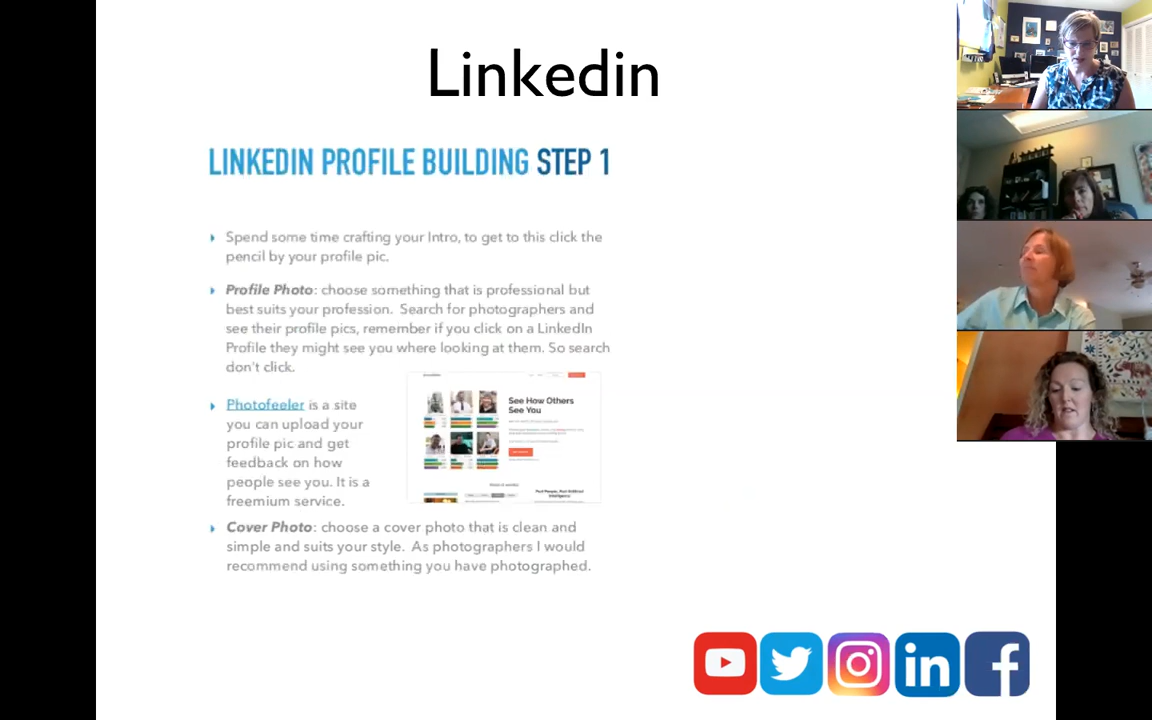 Linkedin
LINKEDIN PROFILE BUILDING STEP 1
Spend some time crafting your Intro, to get to this click the
pencil by your profile pic.
Profile Photo: choose something that is professional but
best suits your profession. Search for photographers and
see their profile pics, remember if you click on a LinkedIn
Profile they might see you where looking at them. So search
don't click.
Photofeeler is a site
you can upload your
profile pic and get
feedback on how
people see you. It is a
freemium service.
See How Others
See You
Cover Photo: choose a cover photo that is clean and
simple and suits your style. As photographers I would
recommend using something you have photographed.
in
f